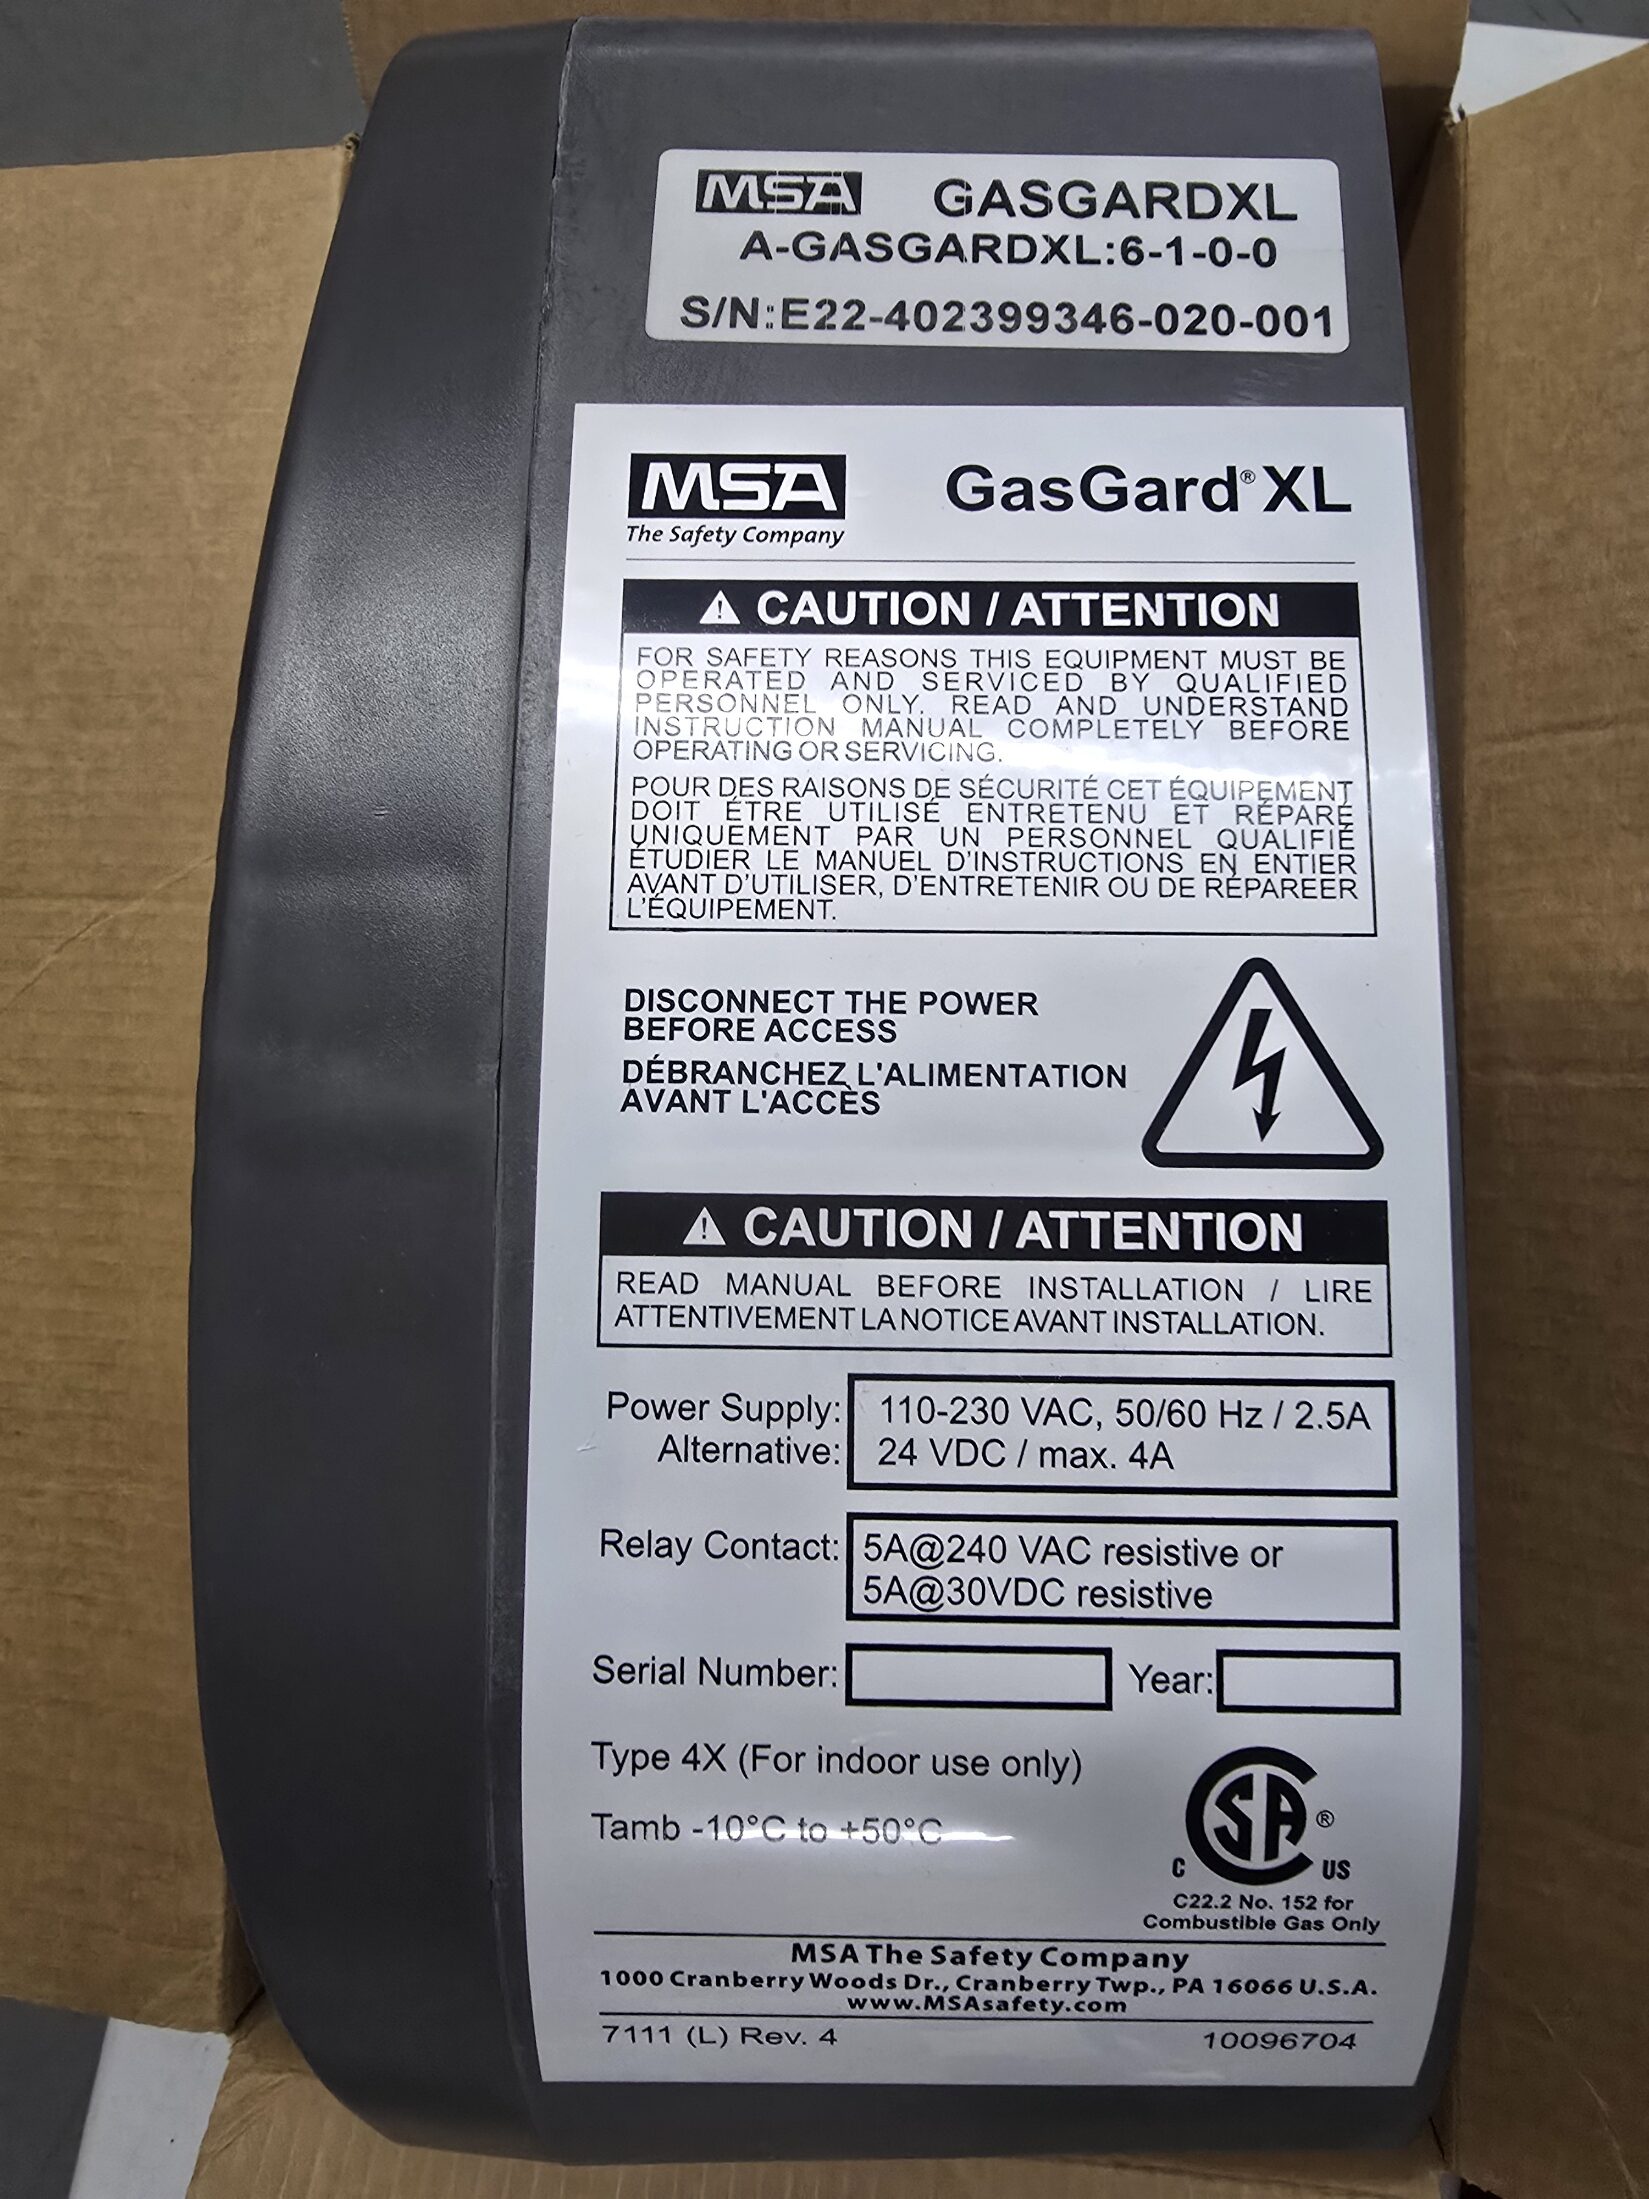 MSA GASGARDXL
A-GASGARDXL:6-1-0-0
S/N:E22-402399346-020-001
MSA GasGard® XL
The Safety Company
⚠ CAUTION / ATTENTION
FOR SAFETY REASONS THIS EQUIPMENT MUST BE
OPERATED AND SERVICED BY QUALIFIED
PERSONNEL ONLY. READ AND UNDERSTAND
INSTRUCTION MANUAL COMPLETELY BEFORE
OPERATING OR SERVICING.
POUR DES RAISONS DE SÉCURITÉ CET ÉQUIPEMENT
DOIT ÊTRE UTILISÉ ENTRETENU ET RÉPARÉ
UNIQUEMENT PAR UN PERSONNEL QUALIFIÉ
ÉTUDIER LE MANUEL D'INSTRUCTIONS EN ENTIER
AVANT D'UTILISER, D'ENTRETENIR OU DE RÉPAREER
L'ÉQUIPEMENT.
DISCONNECT THE POWER
BEFORE ACCESS
DÉBRANCHEZ L'ALIMENTATION
AVANT L'ACCÈS
⚠ CAUTION / ATTENTION
READ MANUAL BEFORE INSTALLATION / LIRE
ATTENTIVEMENT LA NOTICE AVANT INSTALLATION.
Power Supply: 110-230 VAC, 50/60 Hz / 2.5A
Alternative: 24 VDC / max. 4A
Relay Contact: 5A@240 VAC resistive or
5A@30VDC resistive
Serial Number: Year:
Type 4X (For indoor use only)
Tamb -10°C to +50°C
CSA ®
C US
C22.2 No. 152 for
Combustible Gas Only
MSA The Safety Company
1000 Cranberry Woods Dr., Cranberry Twp., PA 16066 U.S.A.
www.MSAsafety.com
7111 (L) Rev. 4 10096704